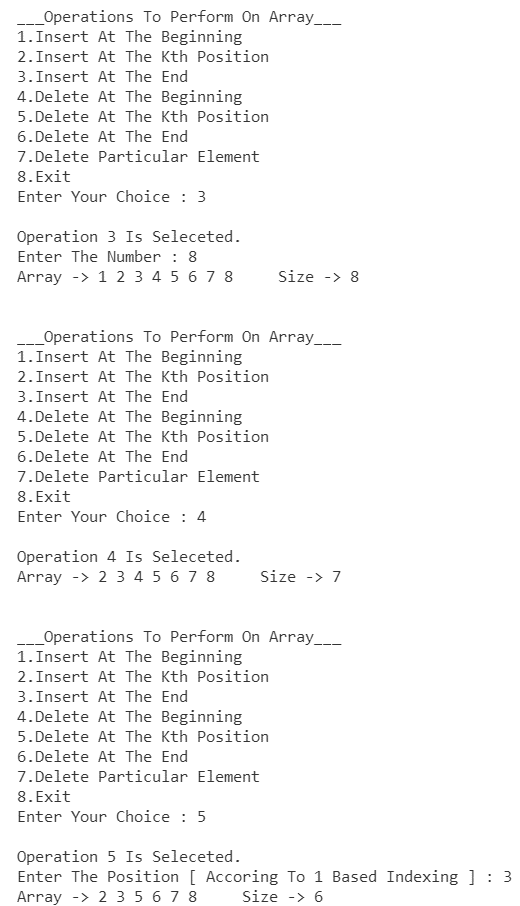 ___Operations To Perform On Array___
1.Insert At The Beginning
2.Insert At The Kth Position
3.Insert At The End
4.Delete At The Beginning
5.Delete At The Kth Position
6.Delete At The End
7.Delete Particular Element
8.Exit
Enter Your Choice : 3

Operation 3 Is Seleceted.
Enter The Number : 8
Array -> 1 2 3 4 5 6 7 8     Size -> 8


___Operations To Perform On Array___
1.Insert At The Beginning
2.Insert At The Kth Position
3.Insert At The End
4.Delete At The Beginning
5.Delete At The Kth Position
6.Delete At The End
7.Delete Particular Element
8.Exit
Enter Your Choice : 4

Operation 4 Is Seleceted.
Array -> 2 3 4 5 6 7 8     Size -> 7


___Operations To Perform On Array___
1.Insert At The Beginning
2.Insert At The Kth Position
3.Insert At The End
4.Delete At The Beginning
5.Delete At The Kth Position
6.Delete At The End
7.Delete Particular Element
8.Exit
Enter Your Choice : 5

Operation 5 Is Seleceted.
Enter The Position [ Accoring To 1 Based Indexing ] : 3
Array -> 2 3 5 6 7 8     Size -> 6